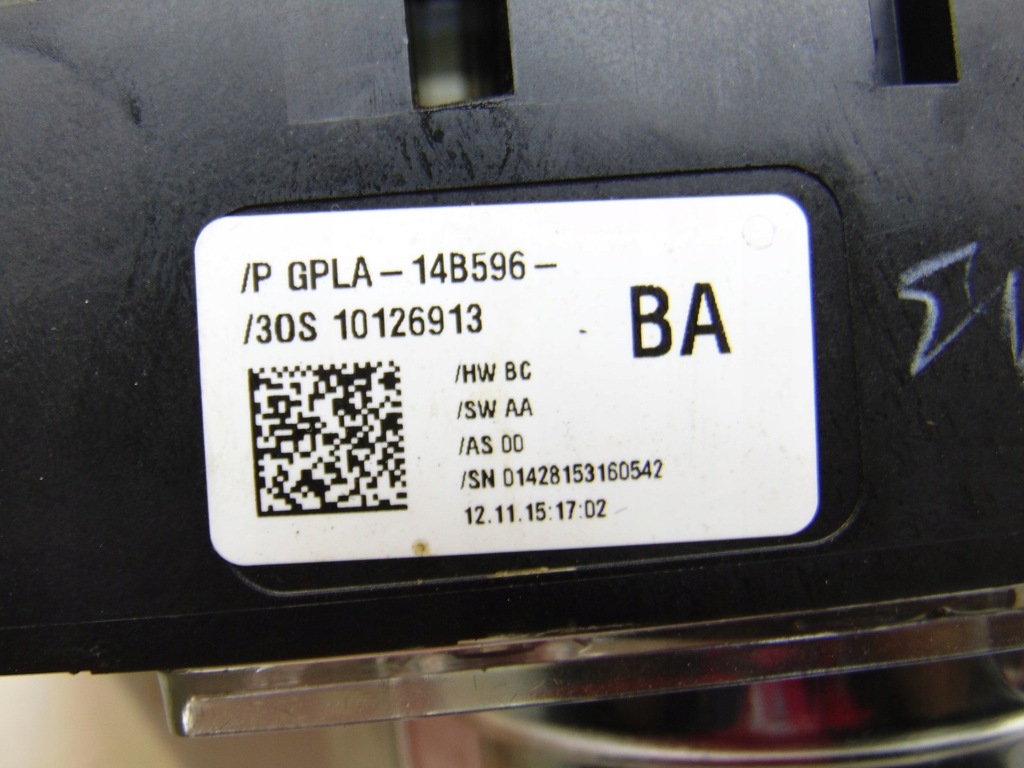 /P GPLA-14B596-
BA
/30S 10126913
/HW BC
/SW AA
/AS 00
/SN 01428153160542
12.11.15:17:02